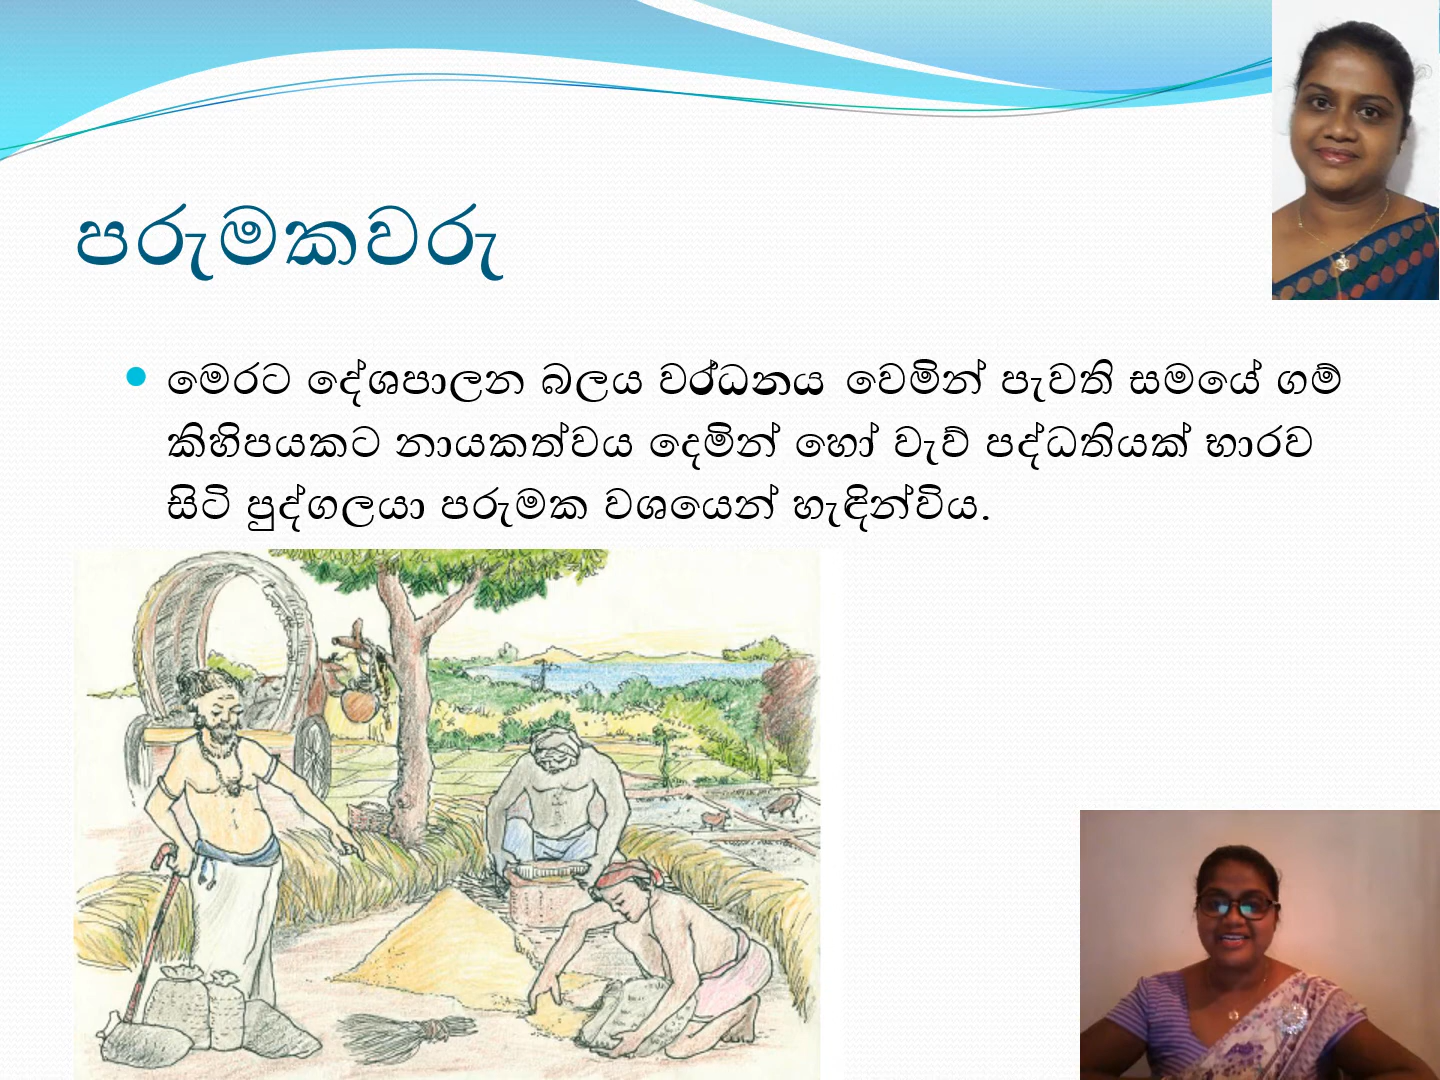 පරුමකවරු
මෙරට දේශපාලන බලය වර්ධනය වෙමින් පැවති සමයේ ගම්
කිහිපයකට නායකත්වය දෙමින් හෝ වැව් පද්ධතියක් භාරව
සිටි පුද්ගලයා පරුමක වශයෙන් හැඳින්විය.